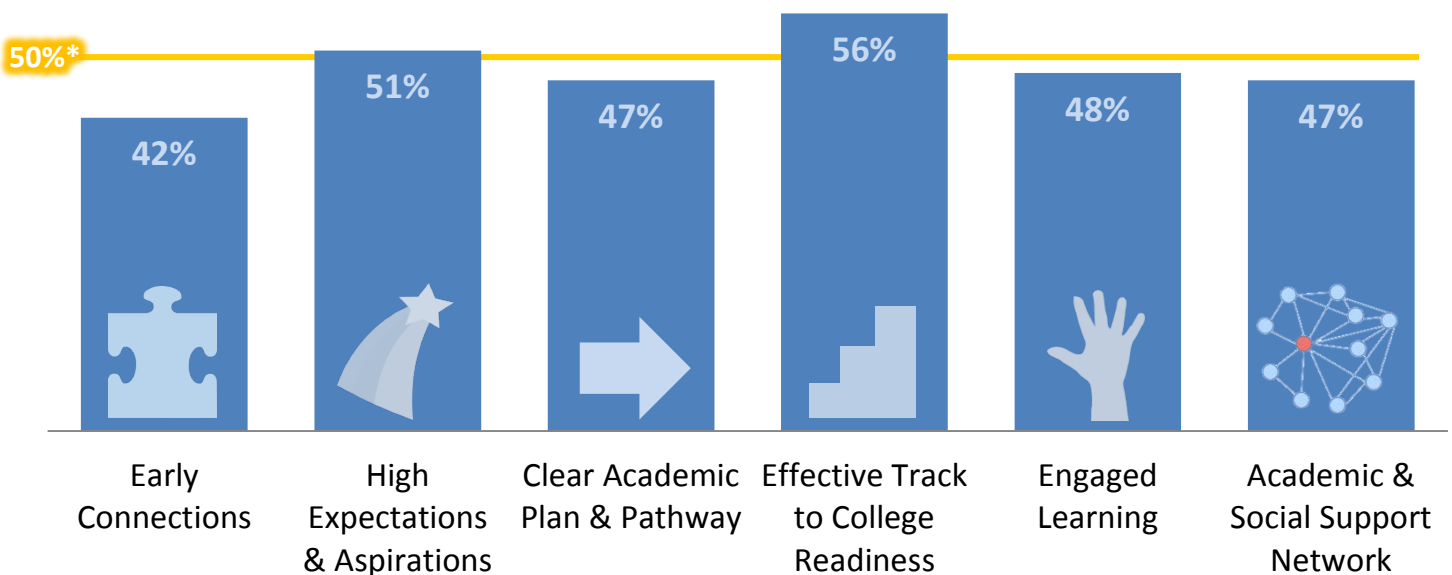 50%*
42%
51%
47%
56%
48%
47%
Early
Connections
High
Expectations
& Aspirations
Clear Academic
Plan & Pathway
Effective Track
to College
Readiness
Engaged
Learning
Academic &
Social Support
Network